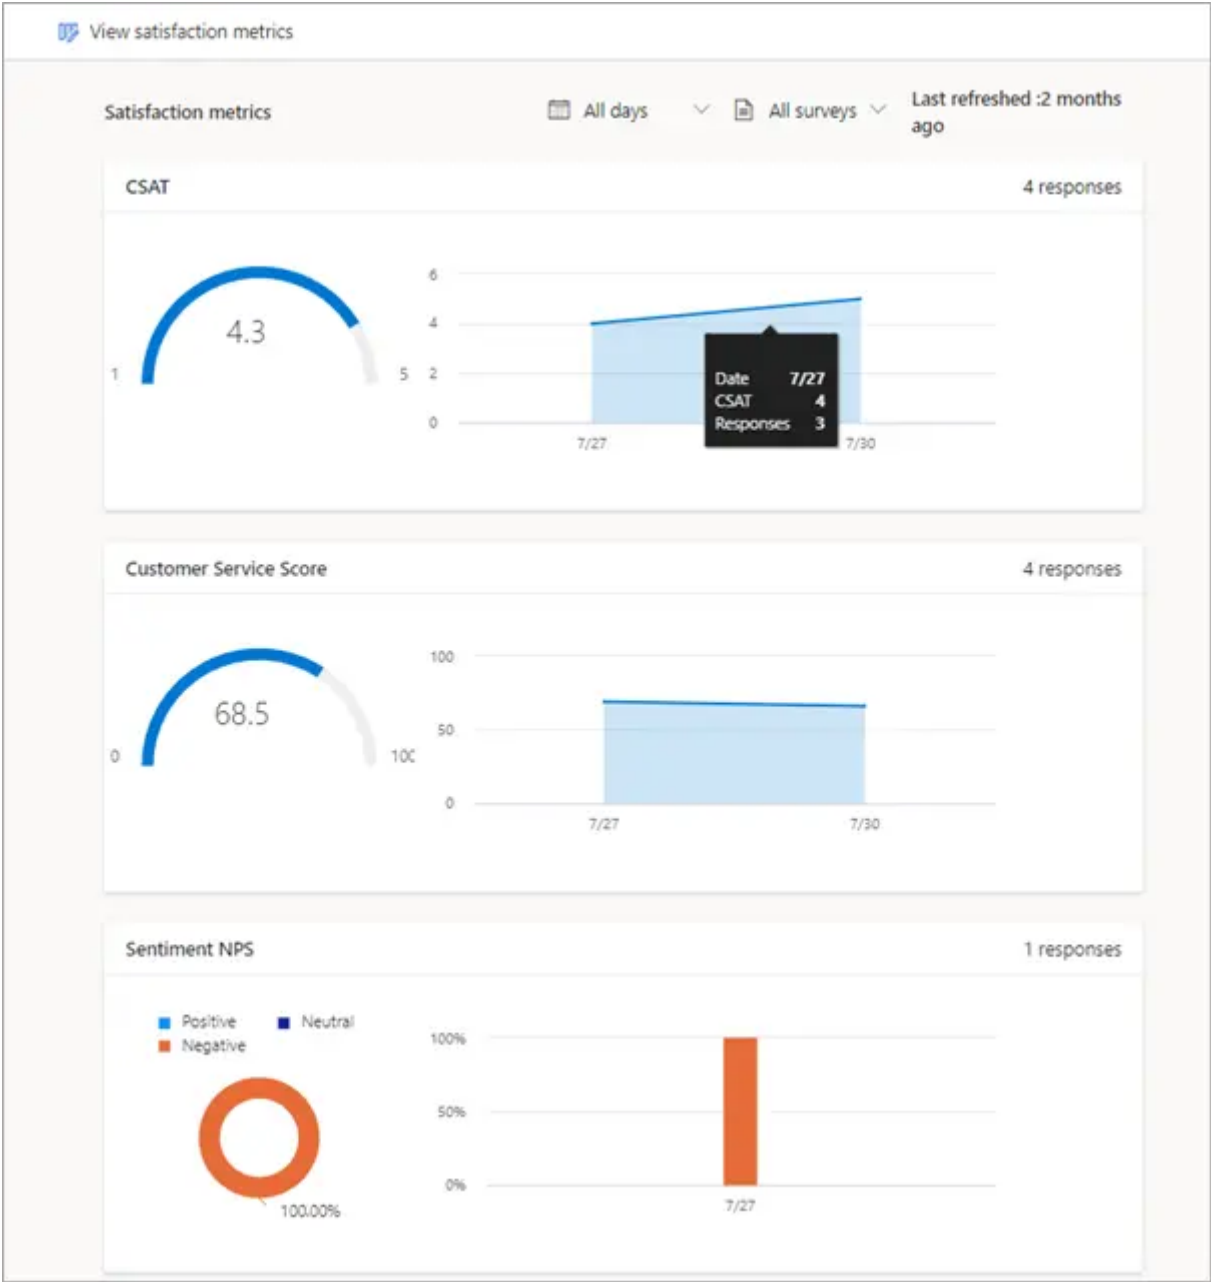 View satisfaction metrics
Satisfaction metrics
All days
All surveys
Last refreshed :2 months
ago
CSAT
4 responses
4.3
1
5
6
4
2
0
Date 7/27
CSAT 4
Responses 3
7/27
7/30
Customer Service Score
4 responses
68.5
0
100
50
0
7/27
7/30
Sentiment NPS
1 responses
Positive
Neutral
Negative
100.00%
100%
50%
0%
7/27